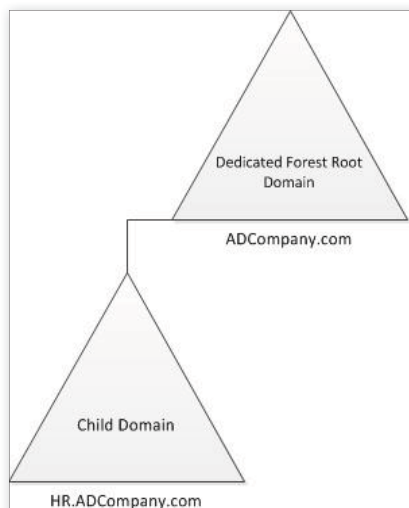 Dedicated Forest Root
Domain
ADCompany.com
Child Domain
HR.ADCompany.com